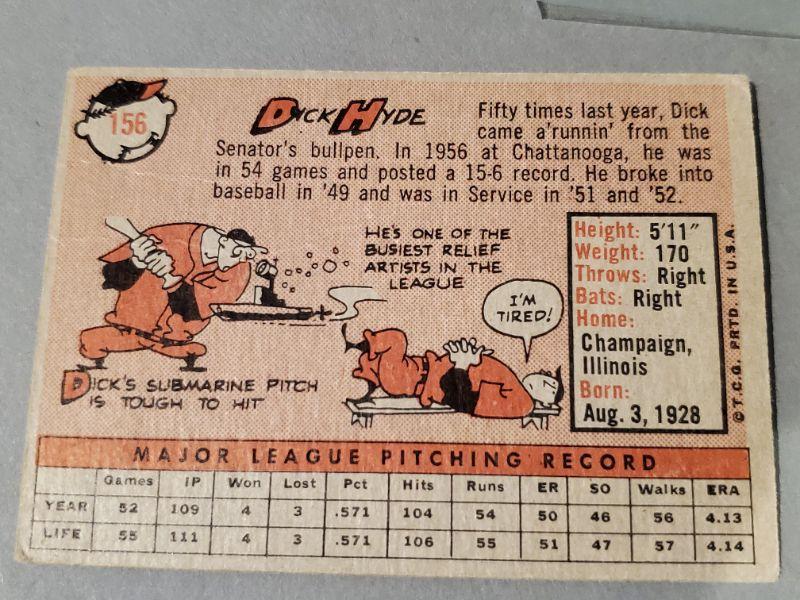 156
DICK HYDE
Fifty times last year, Dick
came a'runnin' from the
Senator's bullpen. In 1956 at Chattanooga, he was
in 54 games and posted a 15-6 record. He broke into
baseball in '49 and was in Service in '51 and '52.
HE'S ONE OF THE
BUSIEST RELIEF
ARTISTS IN THE
LEAGUE
I'M
TIRED!
DICK'S SUBMARINE PITCH
IS TOUGH TO HIT
Height: 5'11"
Weight: 170
Throws: Right
Bats: Right
Home:
Champaign,
Illinois
Born:
Aug. 3, 1928
© T.C.G. PRTD. IN U.S.A.
MAJOR LEAGUE PITCHING RECORD
Games IP Won Lost Pct Hits Runs ER SO Walks ERA
YEAR 52 109 4 3 .571 104 54 50 46 56 4.13
LIFE 55 111 4 3 .571 106 55 51 47 57 4.14